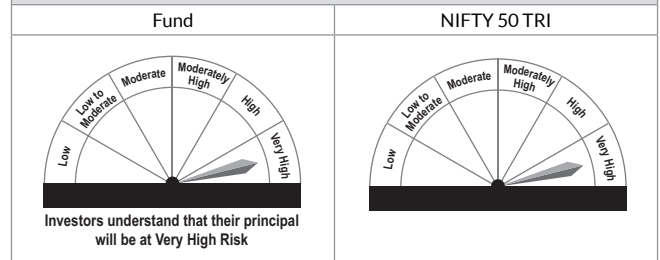 Fund
NIFTY 50 TRI
Low
Low to
Moderate
Moderate
Moderately
High
High
Very High
Low
Low to
Moderate
Moderate
Moderately
High
High
Very High
Investors understand that their principal
will be at Very High Risk